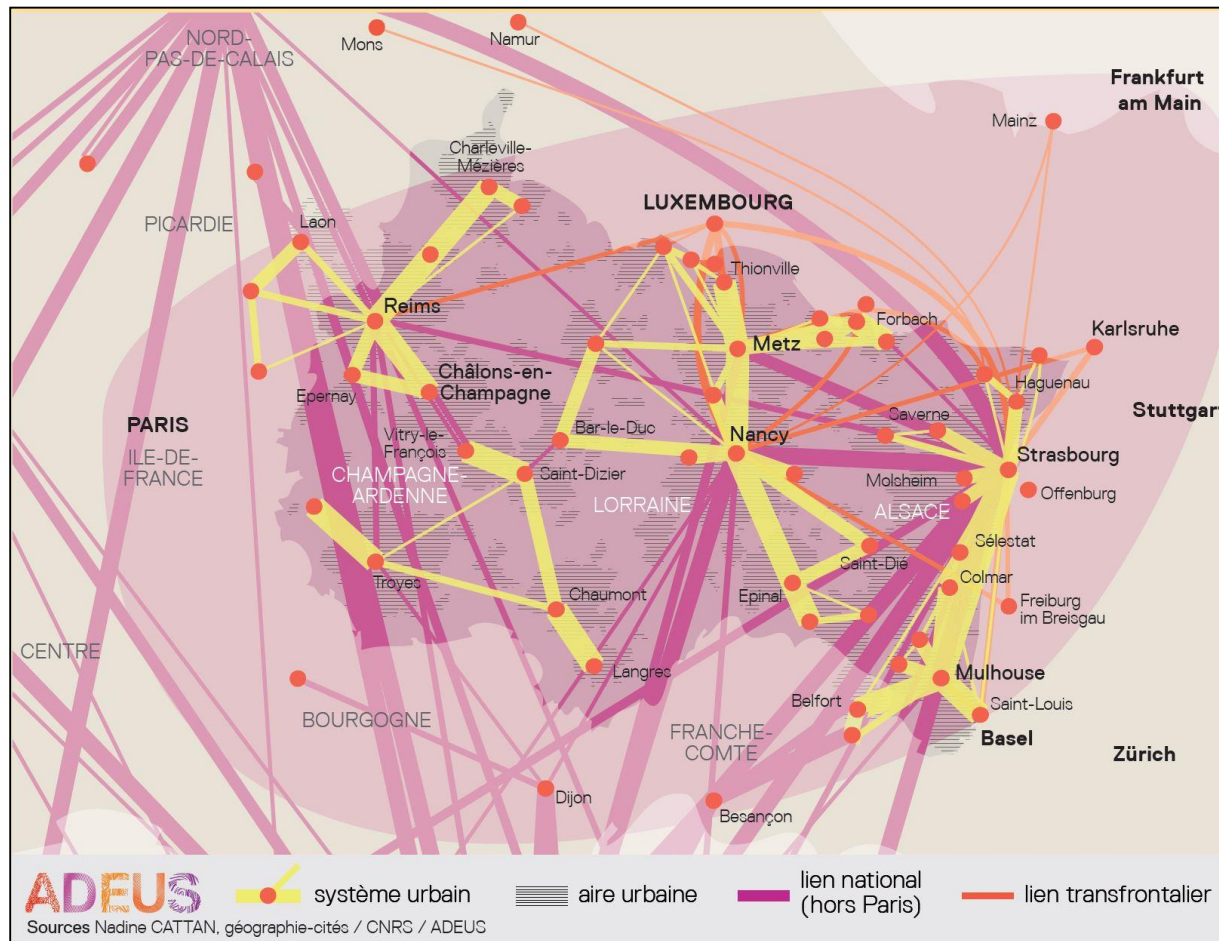 NORD-
PAS-DE-CALAIS
Mons
Namur
Frankfurt
am Main
Mainz
Charleville-
Mézières
LUXEMBOURG
PICARDIE
Laon
Thionville
Reims
Forbach
Karlsruhe
Metz
Châlons-en-
Champagne
Haguenau
Epernay
Saverne
Stuttgart
PARIS
Bar-le-Duc
Nancy
Vitry-le-
François
Strasbourg
ILE-DE-
FRANCE
CHAMPAGNE-
ARDENNE
Saint-Dizier
Molsheim
Offenburg
LORRAINE
ALSACE
Sélestat
Saint-Dié
Troyes
Colmar
Chaumont
Epinal
Freiburg
im Breisgau
CENTRE
Langres
Mulhouse
Belfort
Saint-Louis
BOURGOGNE
FRANCHE-
COMTE
Basel
Zürich
Dijon
Besançon
ADEUS
système urbain
aire urbaine
lien national
(hors Paris)
lien transfrontalier
Sources Nadine CATTAN, géographie-cités / CNRS / ADEUS